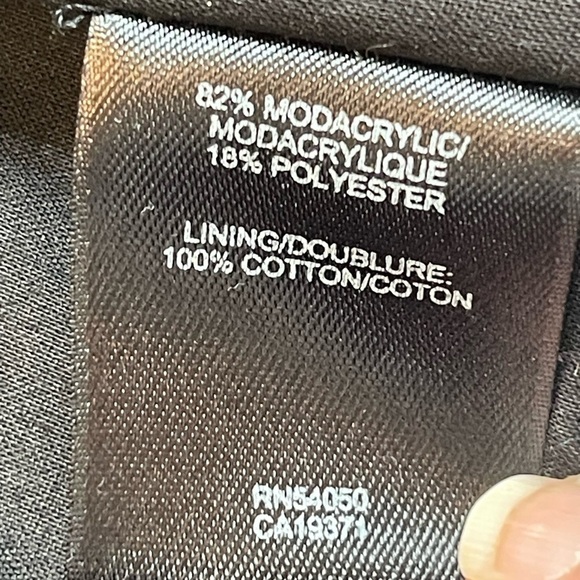 82% MODACRYLIC/
MODACRYLIQUE
18% POLYESTER
LINING/DOUBLURE:
100% COTTON/COTON
RN54050
CA19371